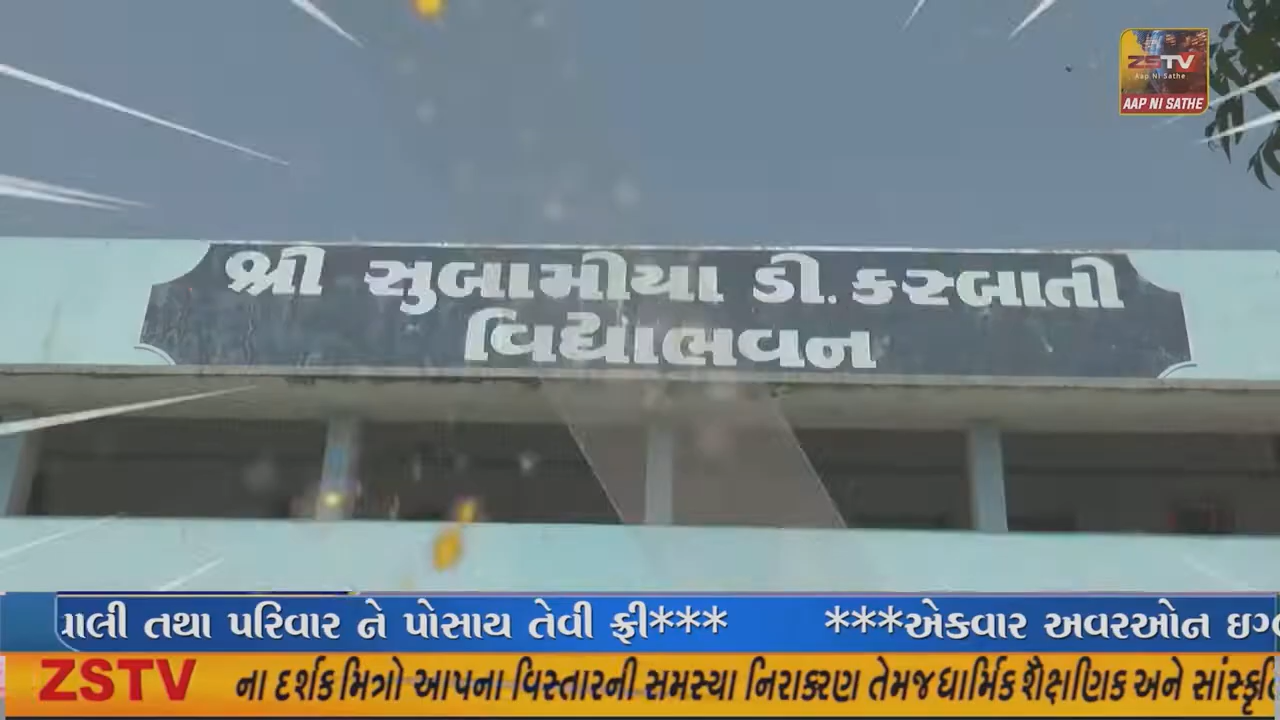 ZSTV
Aap Ni Sathe
AAP NI SATHE
શ્રી સુબામીયા ડી. કરબાતી
વિદ્યાભવન
તથા પરિવાર ને પોસાય તેવી ફ્રી*** ***એકવાર અવરઓન
ZSTV ના દર્શક મિત્રો આપના વિસ્તારની સમસ્યા નિરાકરણ તેમજ ધાર્મિક શૈક્ષણિક અને